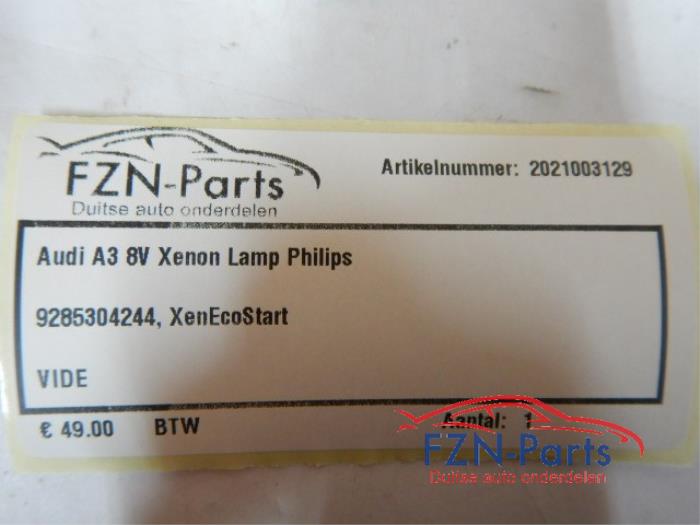 FZN-Parts
Duitse auto onderdelen
Artikelnummer: 2021003129
Audi A3 8V Xenon Lamp Philips
9285304244, XenEcoStart
VIDE
€ 49.00 BTW Aantal: 1
FZN-Parts
Duitse auto onderdelen